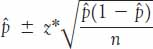 p̂ ± z*√(p̂(1 − p̂)/n)